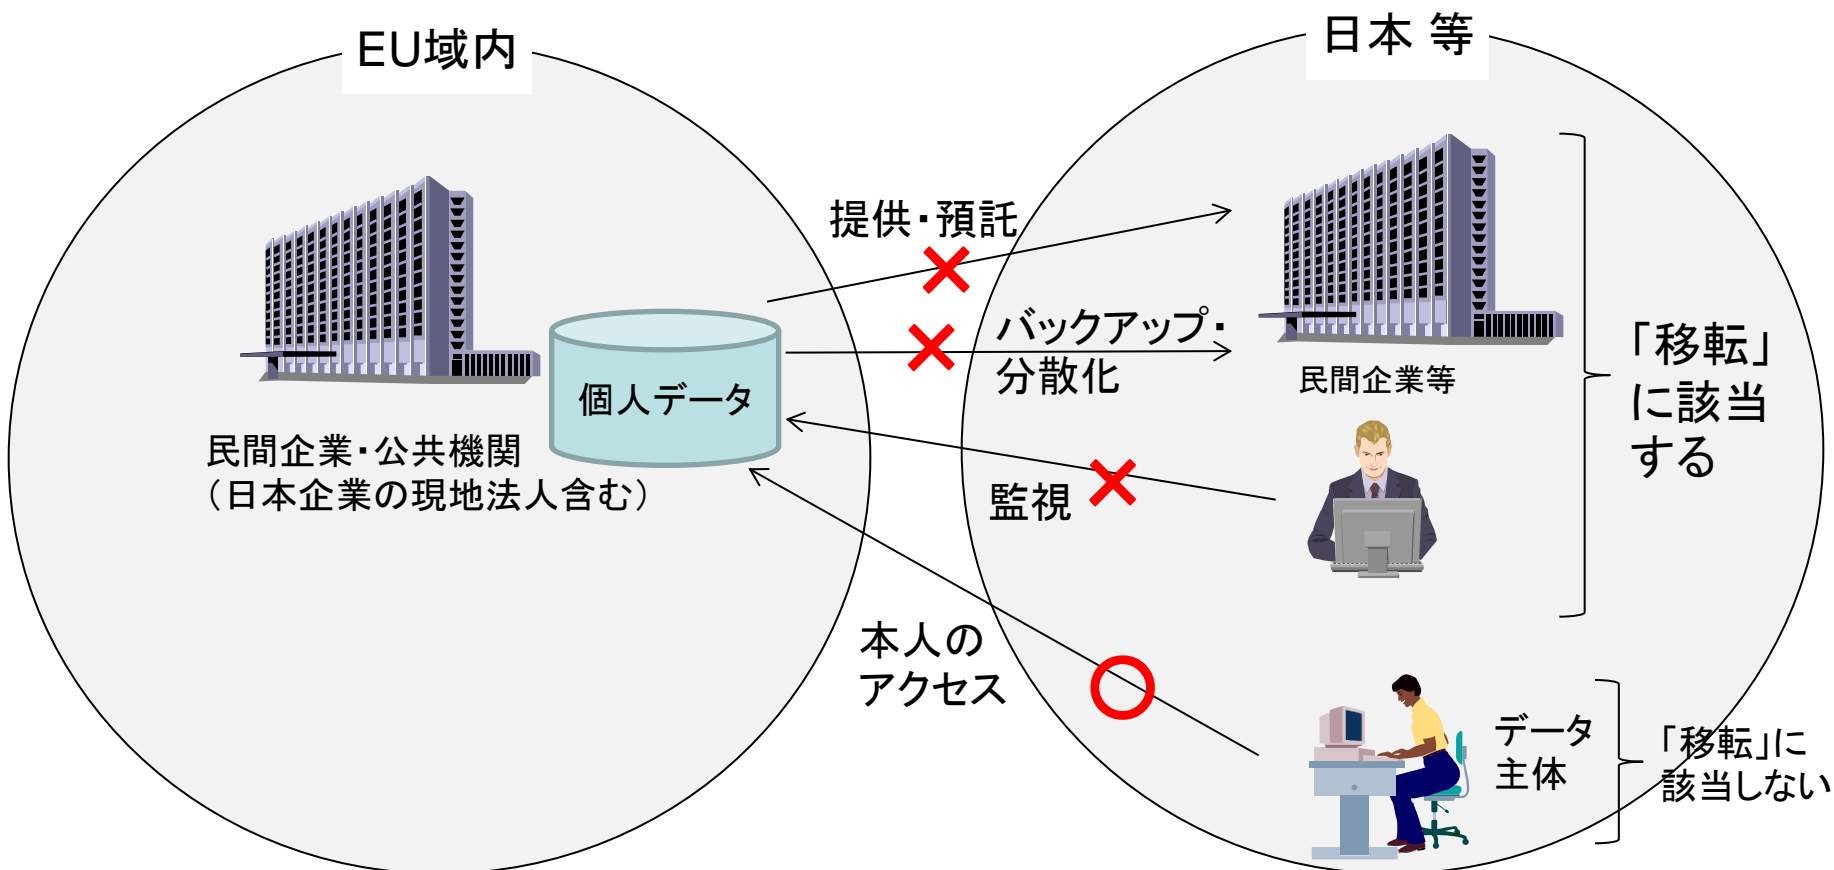 EU域内
日本 等
提供・預託
バックアップ・
分散化
個人データ
民間企業・公共機関
（日本企業の現地法人含む）
民間企業等
「移転」
に該当
する
監視
本人の
アクセス
データ
主体
「移転」に
該当しない